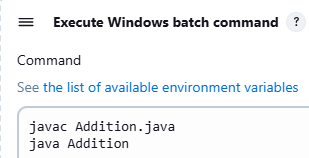 Execute Windows batch command ?
Command
See the list of available environment variables
javac Addition.java
java Addition